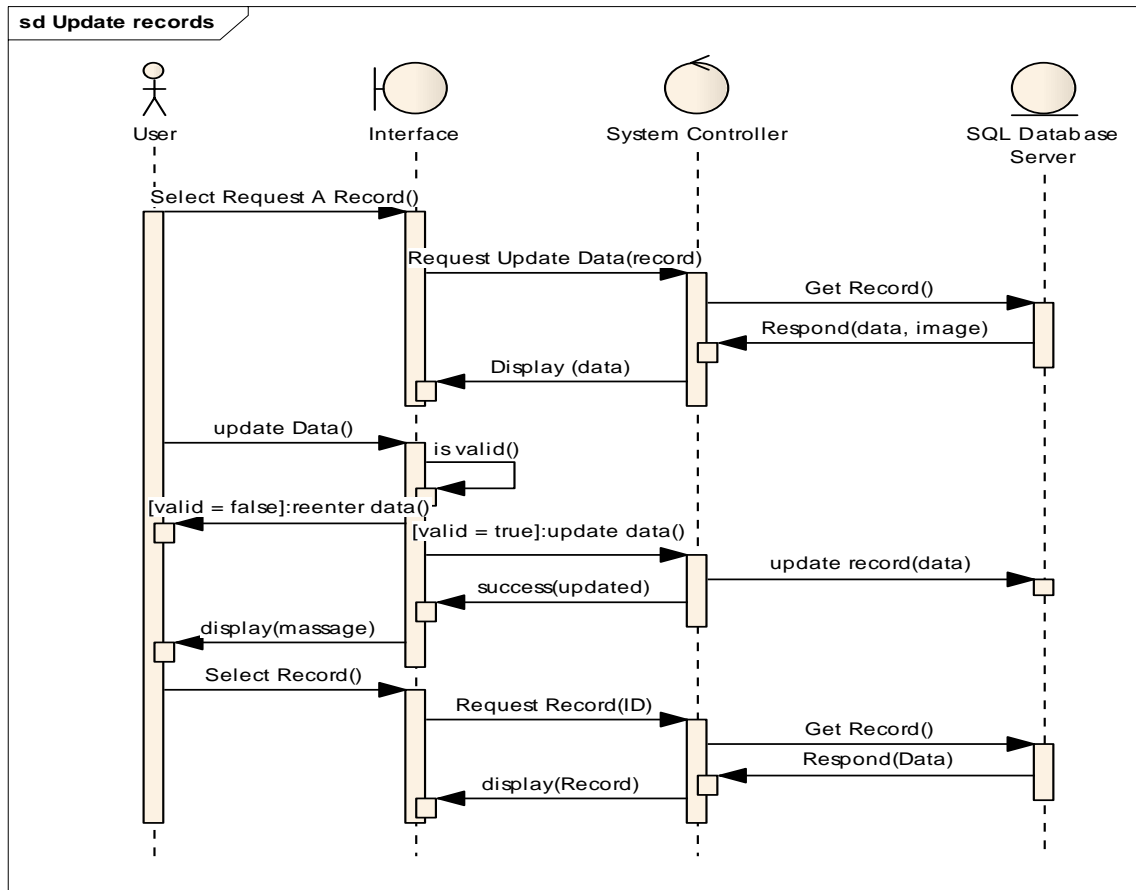 sd Update records
User
Interface
System Controller
SQL Database
Server
Select Request A Record()
Request Update Data(record)
Get Record()
Respond(data, image)
Display (data)
update Data()
is valid()
[valid = false]:reenter data()
[valid = true]:update data()
update record(data)
success(updated)
display(massage)
Select Record()
Request Record(ID)
Get Record()
Respond(Data)
display(Record)